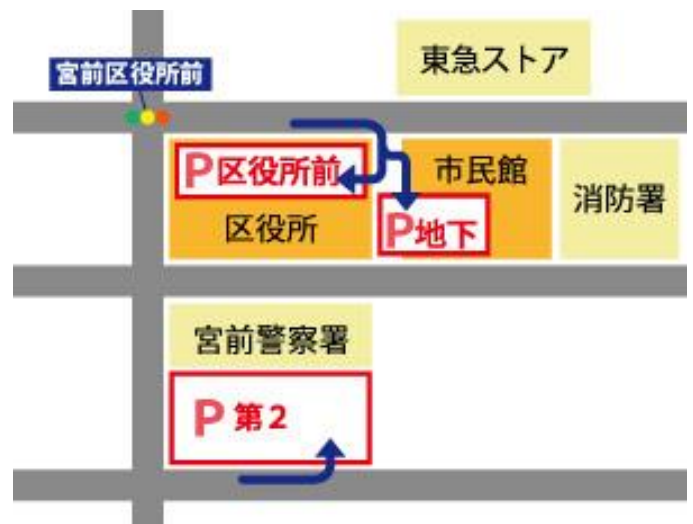 東急ストア
宮前区役所前
P区役所前
市民館
消防署
区役所
P地下
宮前警察署
P 第2